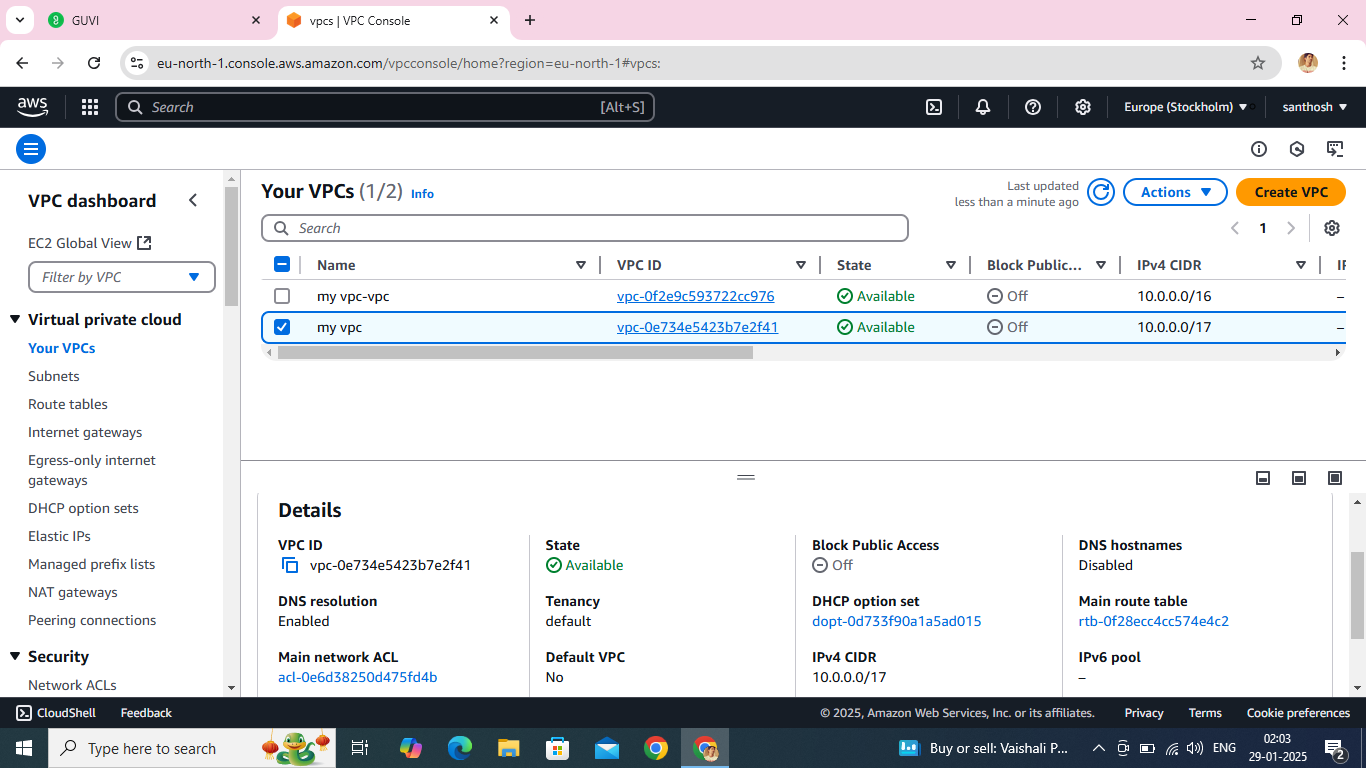 GUVI
vpcs | VPC Console
eu-north-1.console.aws.amazon.com/vpcconsole/home?region=eu-north-1#vpcs:
aws
Search
[Alt+S]
Europe (Stockholm)
santhosh
VPC dashboard
EC2 Global View
Filter by VPC
Virtual private cloud
Your VPCs
Subnets
Route tables
Internet gateways
Egress-only internet
gateways
DHCP option sets
Elastic IPs
Managed prefix lists
NAT gateways
Peering connections
Security
Network ACLs
Your VPCs (1/2) Info
Last updated
less than a minute ago
Actions
Create VPC
Search
1
Name VPC ID State Block Public... IPv4 CIDR
my vpc-vpc vpc-0f2e9c593722cc976 Available Off 10.0.0.0/16 –
my vpc vpc-0e734e5423b7e2f41 Available Off 10.0.0.0/17 –
Details
VPC ID
vpc-0e734e5423b7e2f41
State
Available
Block Public Access
Off
DNS hostnames
Disabled
DNS resolution
Enabled
Tenancy
default
DHCP option set
dopt-0d733f90a1a5ad015
Main route table
rtb-0f28ecc4cc574e4c2
Main network ACL
acl-0e6d38250d475fd4b
Default VPC
No
IPv4 CIDR
10.0.0.0/17
IPv6 pool
–
CloudShell
Feedback
© 2025, Amazon Web Services, Inc. or its affiliates.
Privacy
Terms
Cookie preferences
Type here to search
Buy or sell: Vaishali P...
ENG
02:03
29-01-2025
2